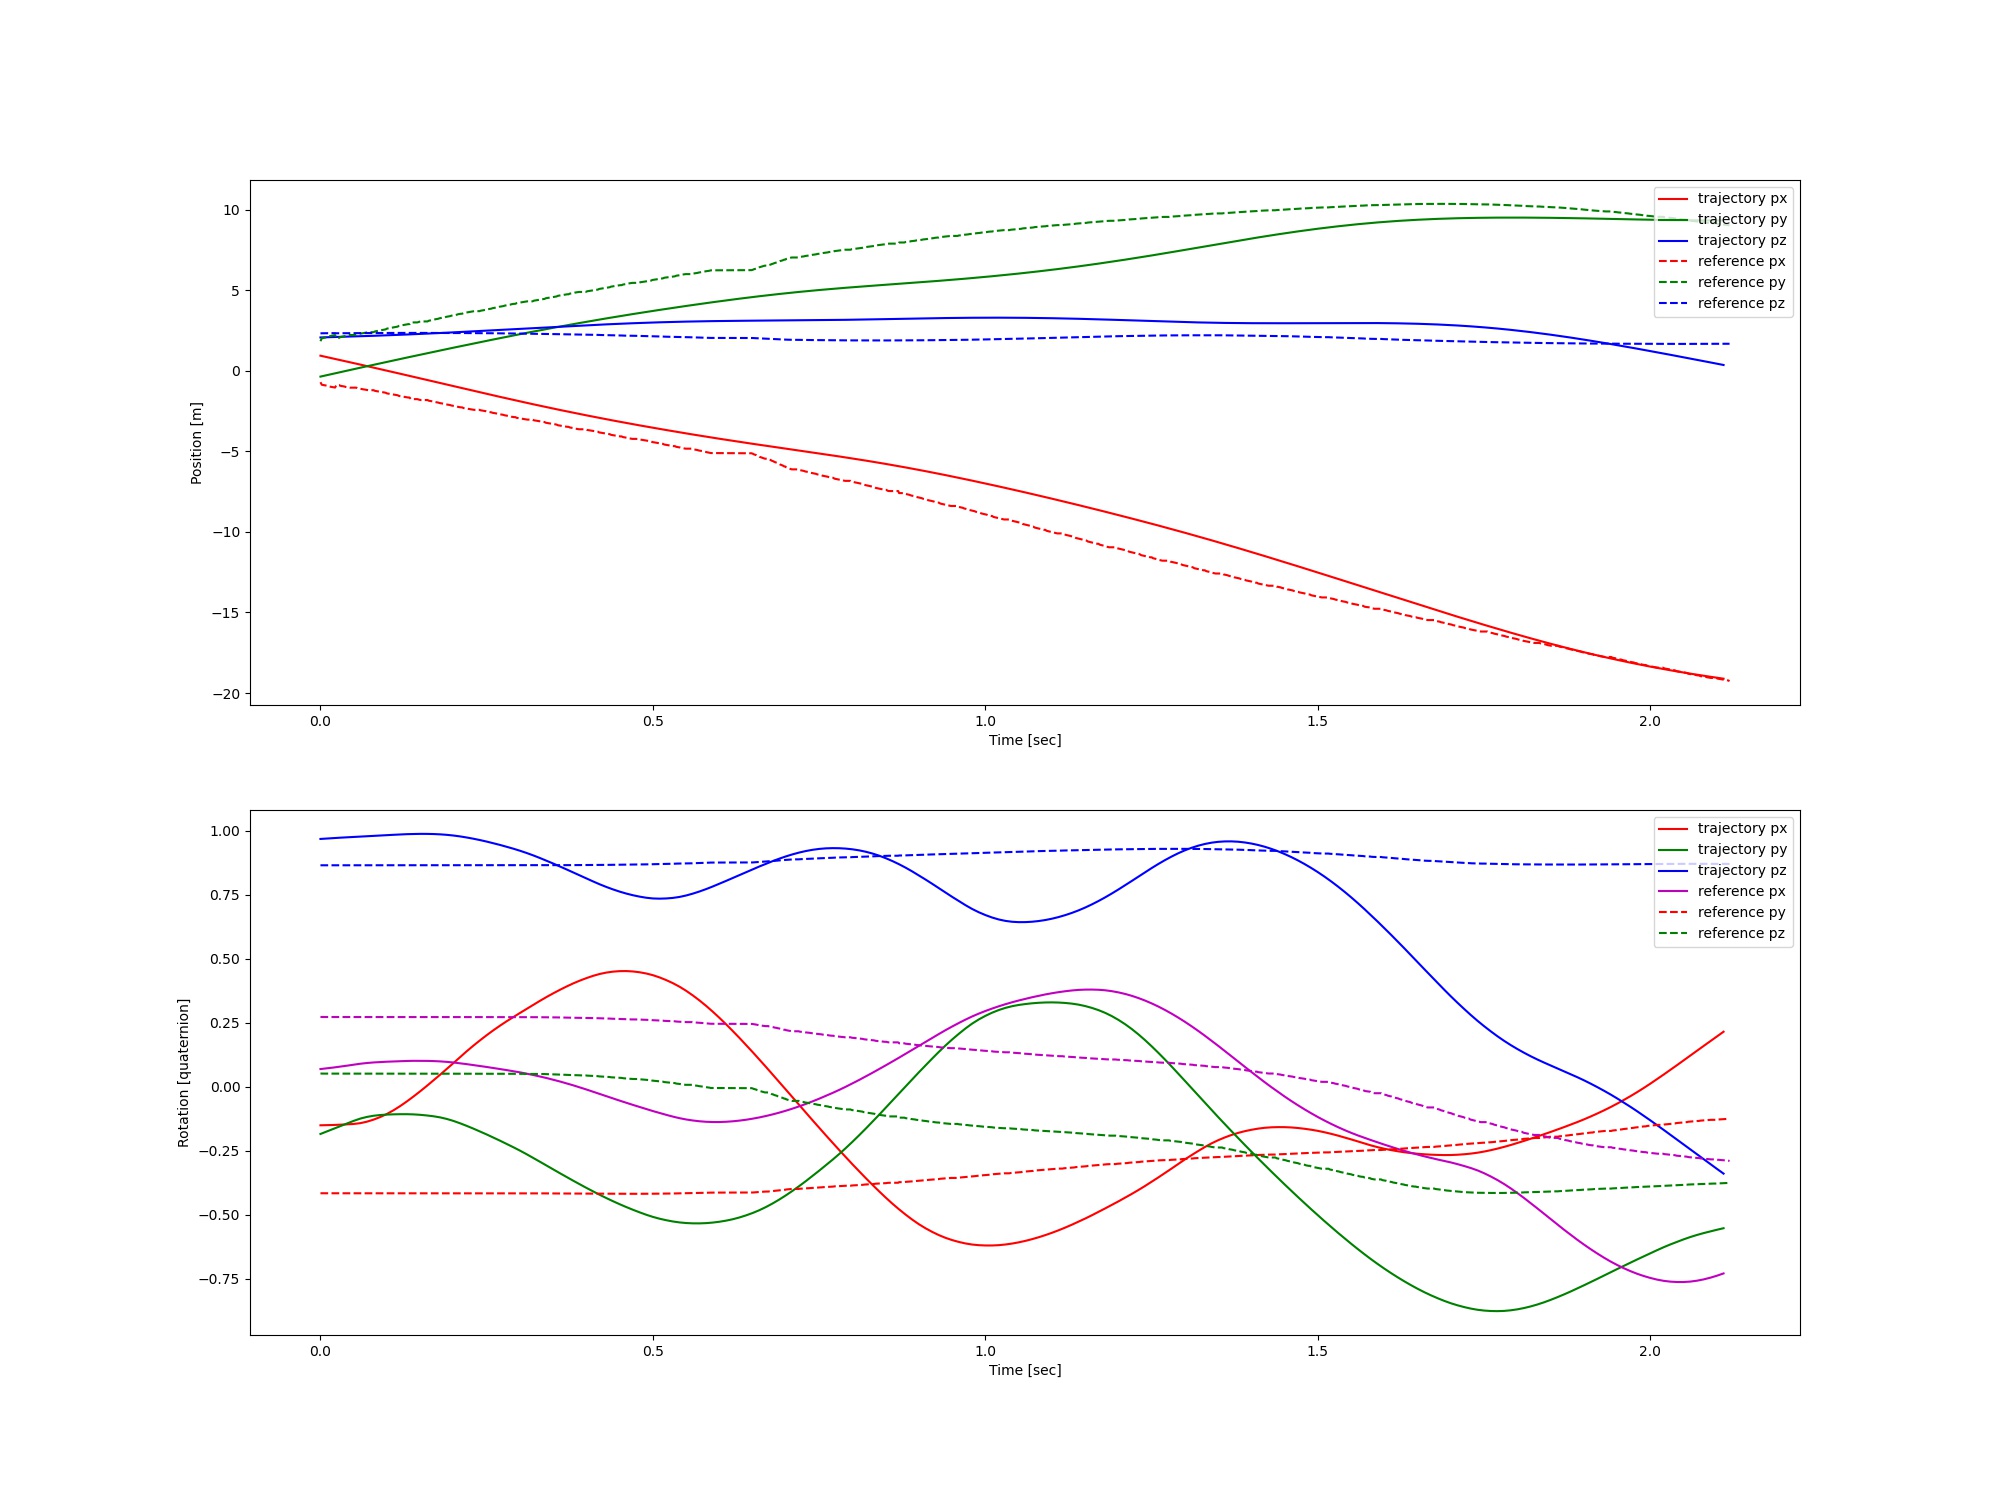 10
5
0
−5
−10
−15
−20
Position [m]
0.0
0.5
1.0
1.5
2.0
Time [sec]
trajectory px
trajectory py
trajectory pz
reference px
reference py
reference pz
1.00
0.75
0.50
0.25
0.00
−0.25
−0.50
−0.75
Rotation [quaternion]
0.0
0.5
1.0
1.5
2.0
Time [sec]
trajectory px
trajectory py
trajectory pz
reference px
reference py
reference pz